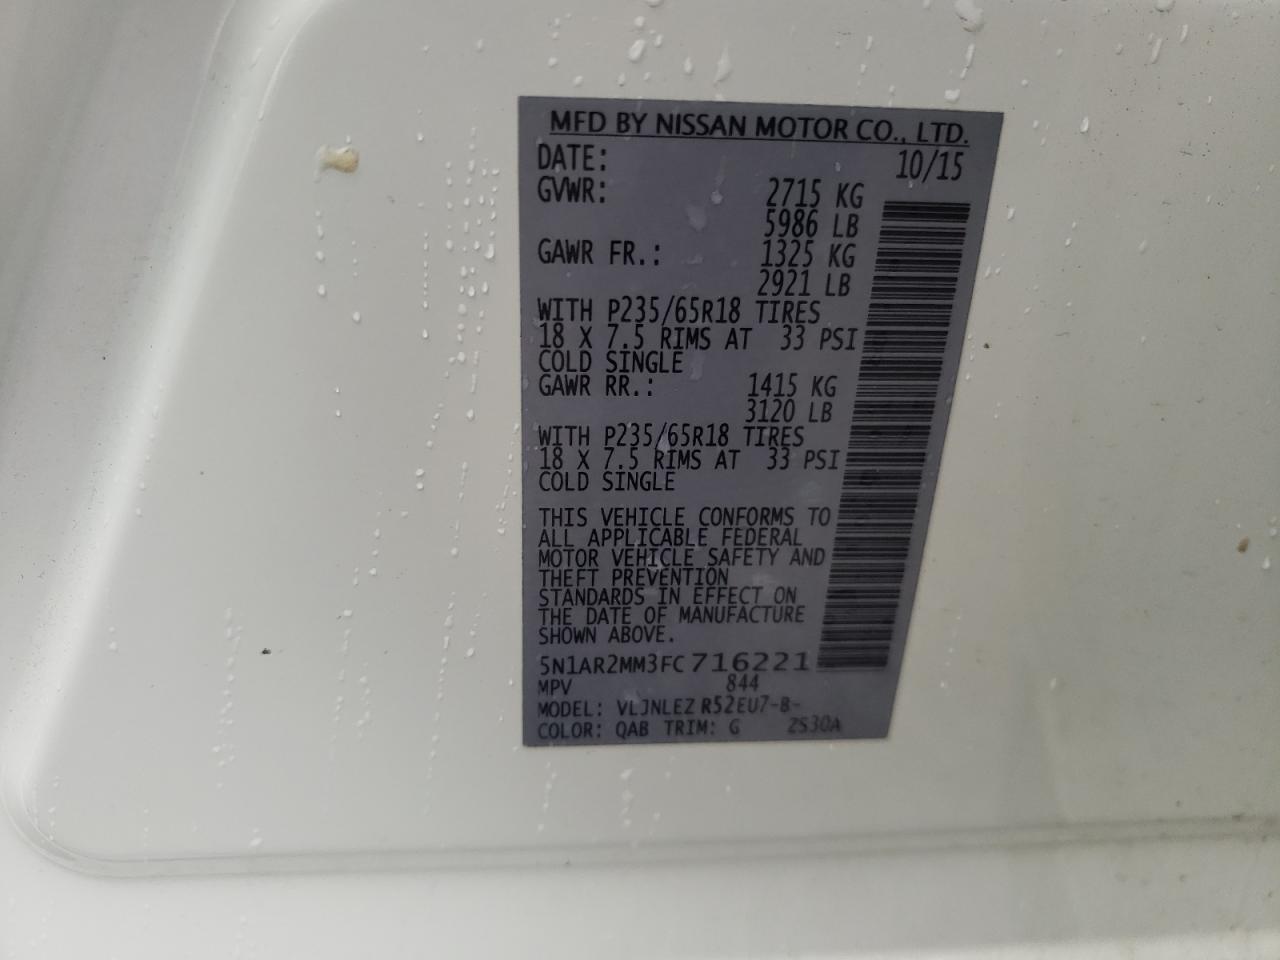 MFD BY NISSAN MOTOR CO., LTD.
DATE: 10/15
GVWR: 2715 KG
5986 LB
GAWR FR.: 1325 KG
2921 LB
WITH P235/65R18 TIRES
18 X 7.5 RIMS AT 33 PSI
COLD SINGLE
GAWR RR.: 1415 KG
3120 LB
WITH P235/65R18 TIRES
18 X 7.5 RIMS AT 33 PSI
COLD SINGLE
THIS VEHICLE CONFORMS TO
ALL APPLICABLE FEDERAL
MOTOR VEHICLE SAFETY AND
THEFT PREVENTION
STANDARDS IN EFFECT ON
THE DATE OF MANUFACTURE
SHOWN ABOVE.
5N1AR2MM3FC716221
MPV 844
MODEL: VLJNLEZ R52EU7-B-
COLOR: QAB TRIM: G 2S30A